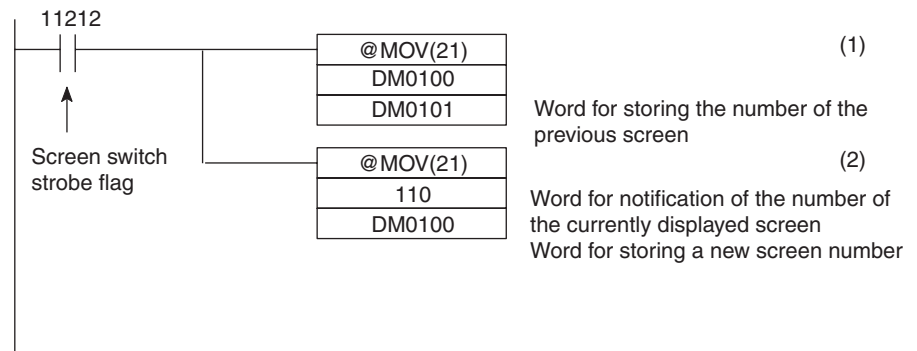 11212
@MOV(21)
(1)
DM0100
DM0101
Word for storing the number of the
previous screen
Screen switch
strobe flag
@MOV(21)
(2)
110
Word for notification of the number of
the currently displayed screen
DM0100
Word for storing a new screen number